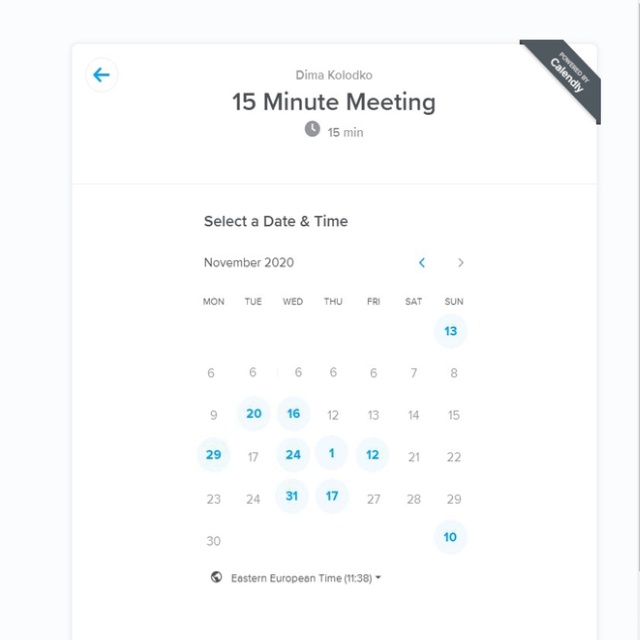 POWERED BY
Calendly
Dima Kolodko
15 Minute Meeting
15 min
Select a Date & Time
November 2020
MON TUE WED THU FRI SAT SUN
13
6 6 6 6 6 7 8
9 20 16 12 13 14 15
29 17 24 1 12 21 22
23 24 31 17 27 28 29
30 10
Eastern European Time (11:38)